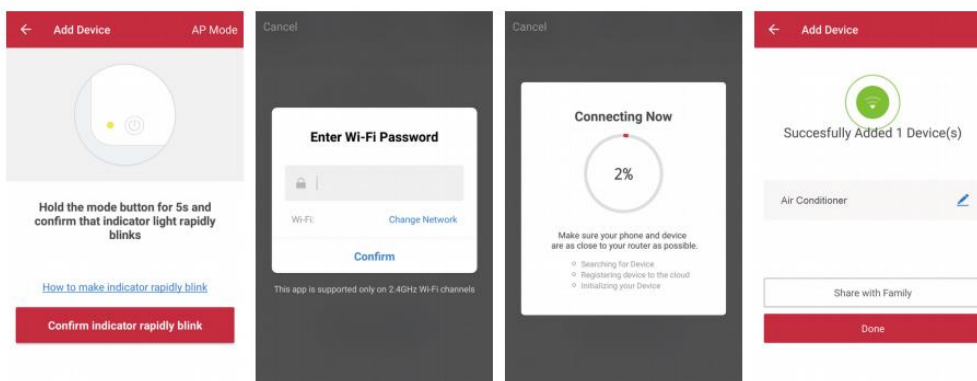 Add Device
AP Mode
Hold the mode button for 5s and
confirm that indicator light rapidly
blinks
How to make indicator rapidly blink
Confirm indicator rapidly blink
Cancel
Enter Wi-Fi Password
Wi-Fi:
Change Network
Confirm
This app is supported only on 2.4GHz Wi-Fi channels
Cancel
Connecting Now
2%
Make sure your phone and device
are as close to your router as possible.
Searching for Device
Registering device to the cloud
Initializing your Device
Add Device
Succesfully Added 1 Device(s)
Air Conditioner
Share with Family
Done